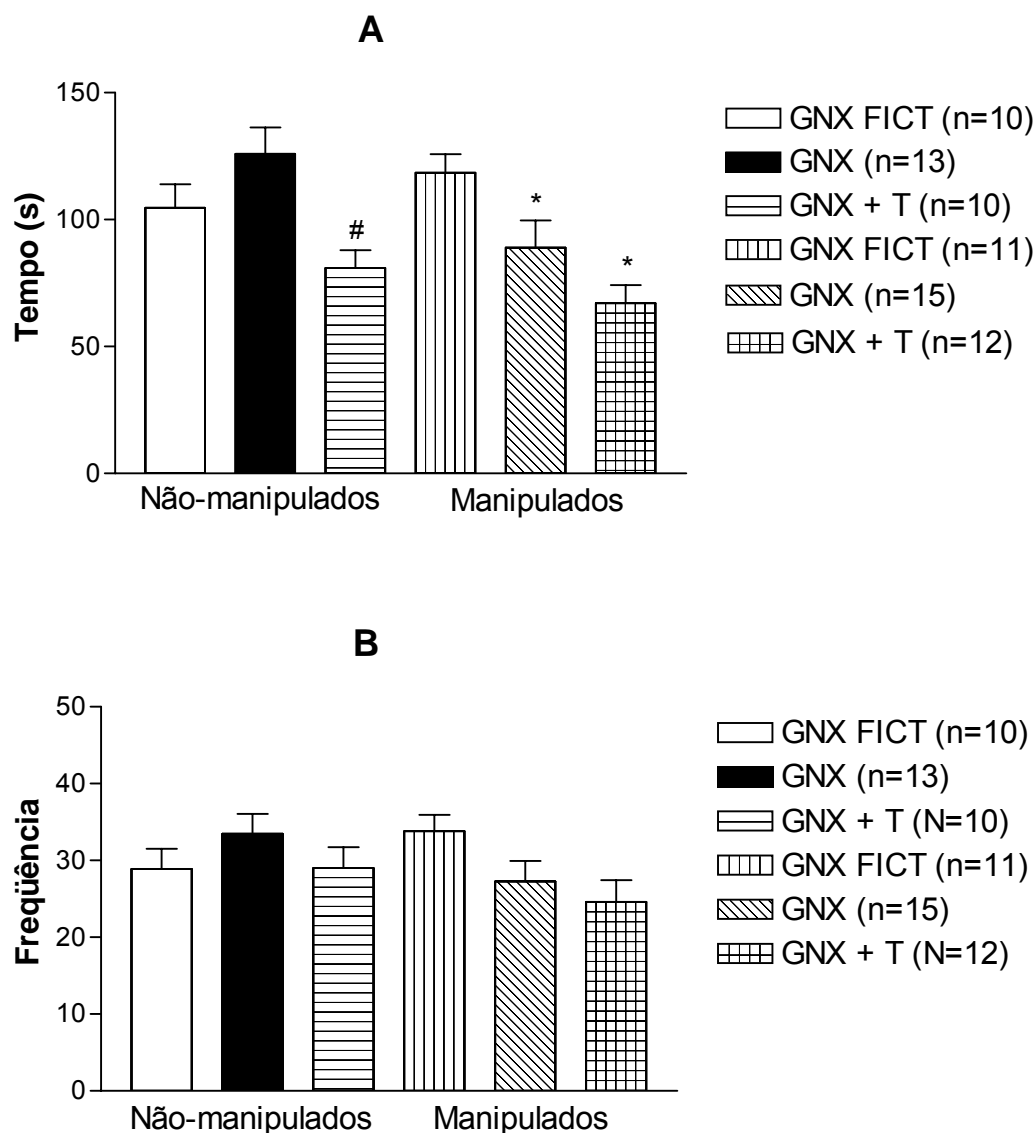 A
Tempo (s)
150
100
50
0
#
*
*
Não-manipulados
Manipulados
GNX FICT (n=10)
GNX (n=13)
GNX + T (n=10)
GNX FICT (n=11)
GNX (n=15)
GNX + T (n=12)
B
Freqüência
50
40
30
20
10
0
Não-manipulados
Manipulados
GNX FICT (n=10)
GNX (n=13)
GNX + T (N=10)
GNX FICT (n=11)
GNX (n=15)
GNX + T (N=12)